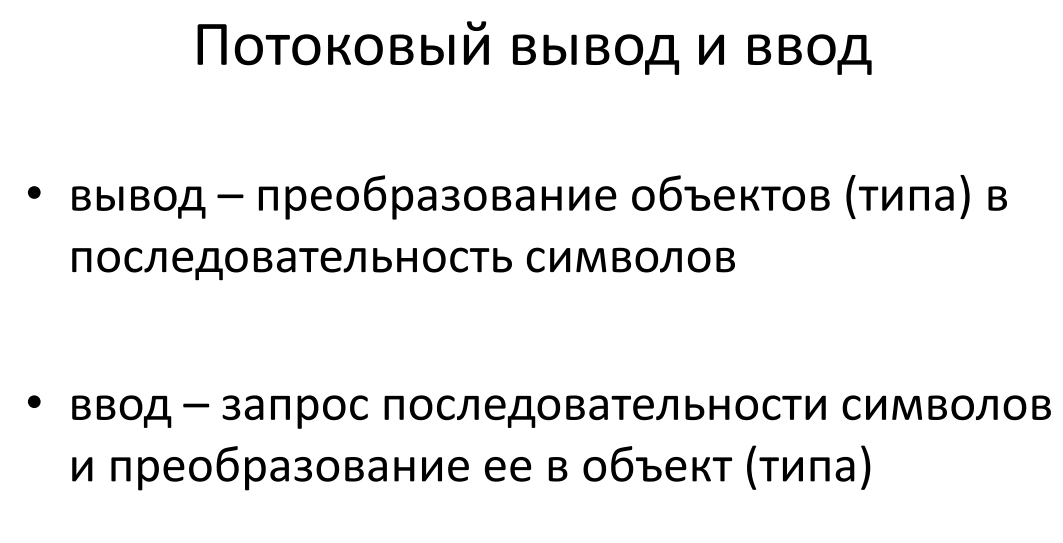 Потоковый вывод и ввод
• вывод – преобразование объектов (типа) в
последовательность символов
• ввод – запрос последовательности символов
и преобразование ее в объект (типа)